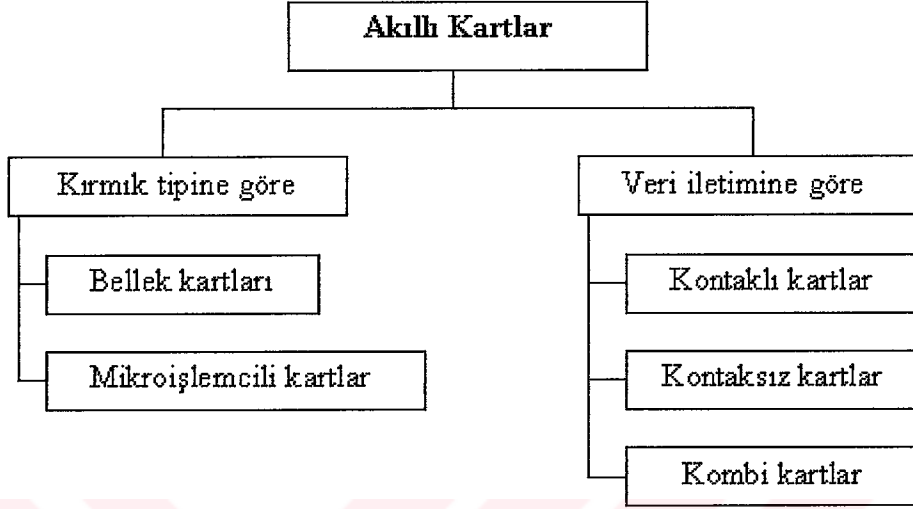 Akıllı Kartlar
Kırmık tipine göre
Bellek kartları
Mikroişlemcili kartlar
Veri iletimine göre
Kontaklı kartlar
Kontaksız kartlar
Kombi kartlar